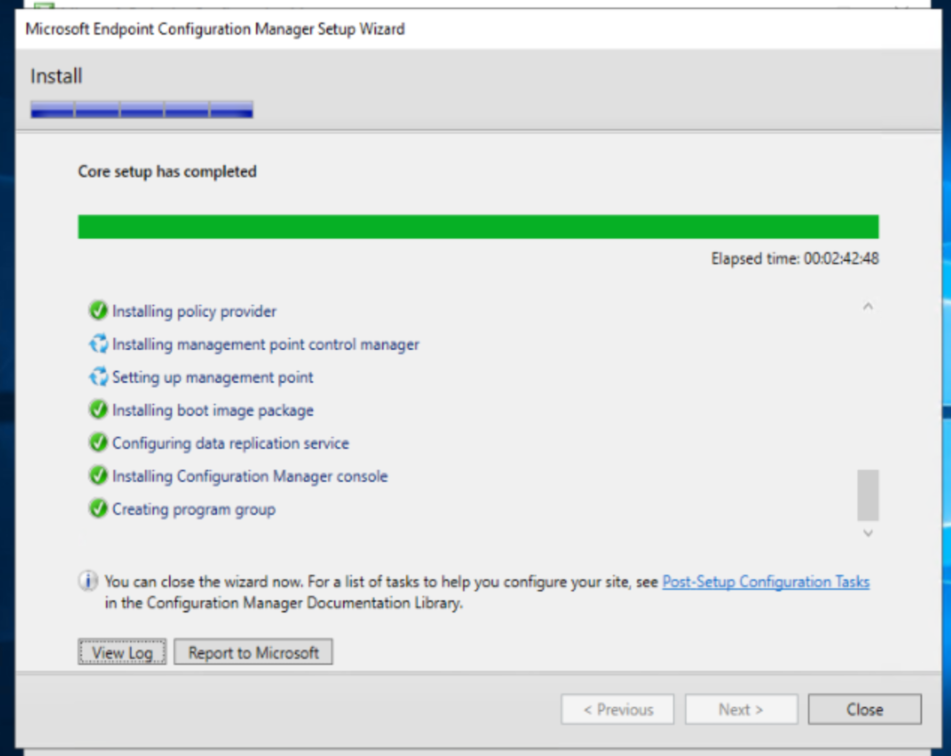 Microsoft Endpoint Configuration Manager Setup Wizard
Install
Core setup has completed
Elapsed time: 00:02:42:48
Installing policy provider
Installing management point control manager
Setting up management point
Installing boot image package
Configuring data replication service
Installing Configuration Manager console
Creating program group
You can close the wizard now. For a list of tasks to help you configure your site, see Post-Setup Configuration Tasks
in the Configuration Manager Documentation Library.
View Log Report to Microsoft
< Previous Next > Close